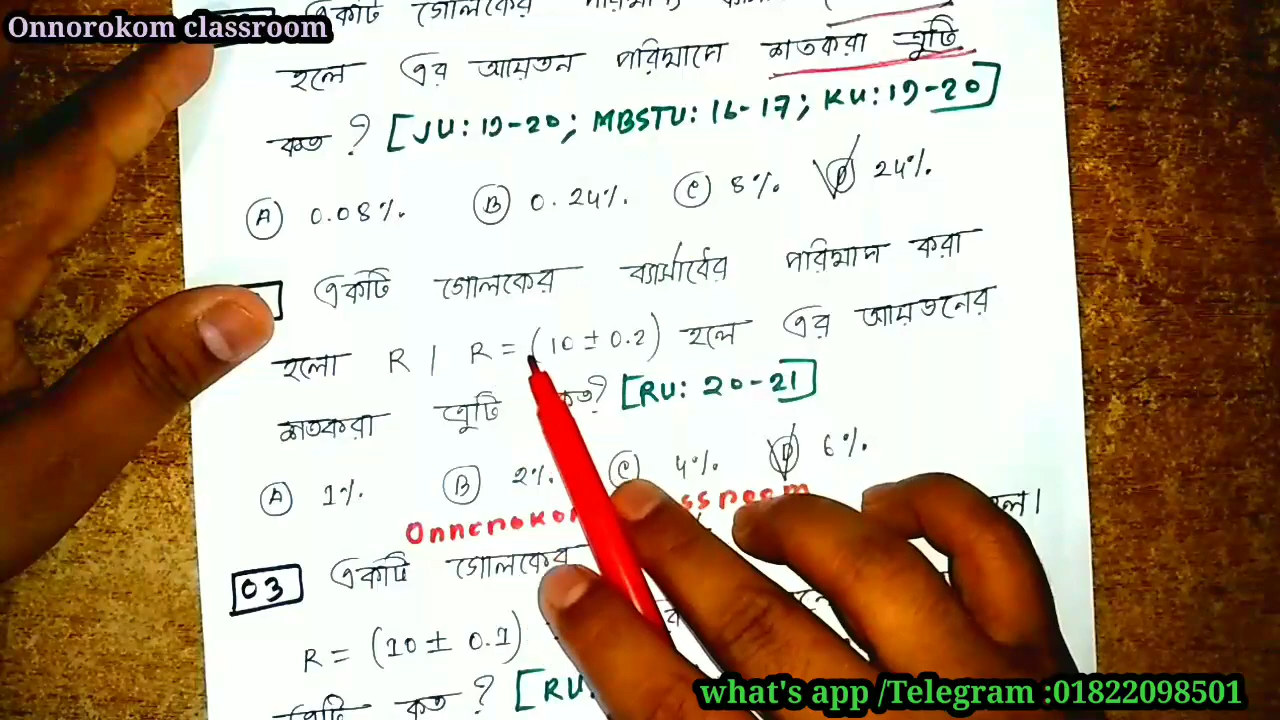 Onnorokom classroom
একটি গোলকের পরিমাপ
হলে এর আয়তন পরিমাপে শতকরা ত্রুটি
কত ? [JU: 19-20; MBSTU: 16-17; KU: 19-20]
(A) 0.08%. (B) 0.24%. (C) 8%. (D) 24%.
একটি গোলকের ব্যাসার্ধের পরিমাপ করা
হলো R । R = (10 ± 0.2) হলে এর আয়তনের
শতকরা ত্রুটি কত? [RU: 20-21]
(A) 1%. (B) 2%. (C) 4%. (D) 6%.
03 একটি গোলকের
R = (10 ± 0.1)
ত্রুটি কত ? [RU:
what's app /Telegram :01822098501